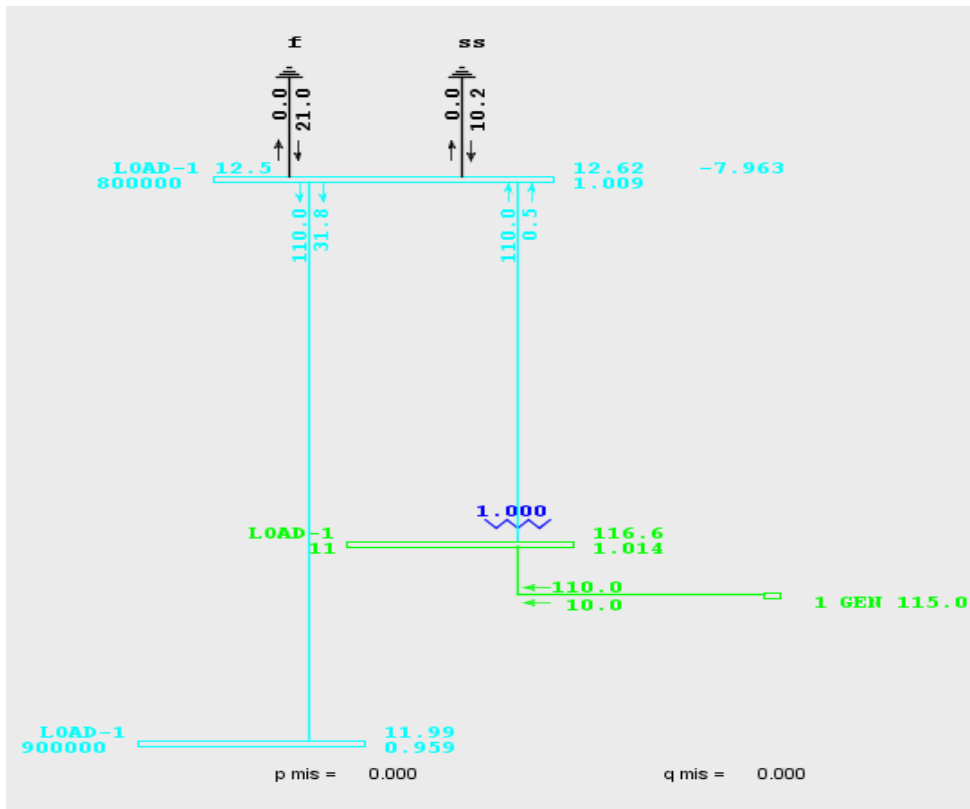 f ss
0.0 21.0 0.0 10.2
LOAD-1 12.5 12.62 -7.963
800000 1.009
110.0 31.8 110.0 0.5
1.000
LOAD-1 116.6
11 1.014
110.0
10.0 1 GEN 115.0
LOAD-1 11.99
900000 0.959
p mis = 0.000 q mis = 0.000